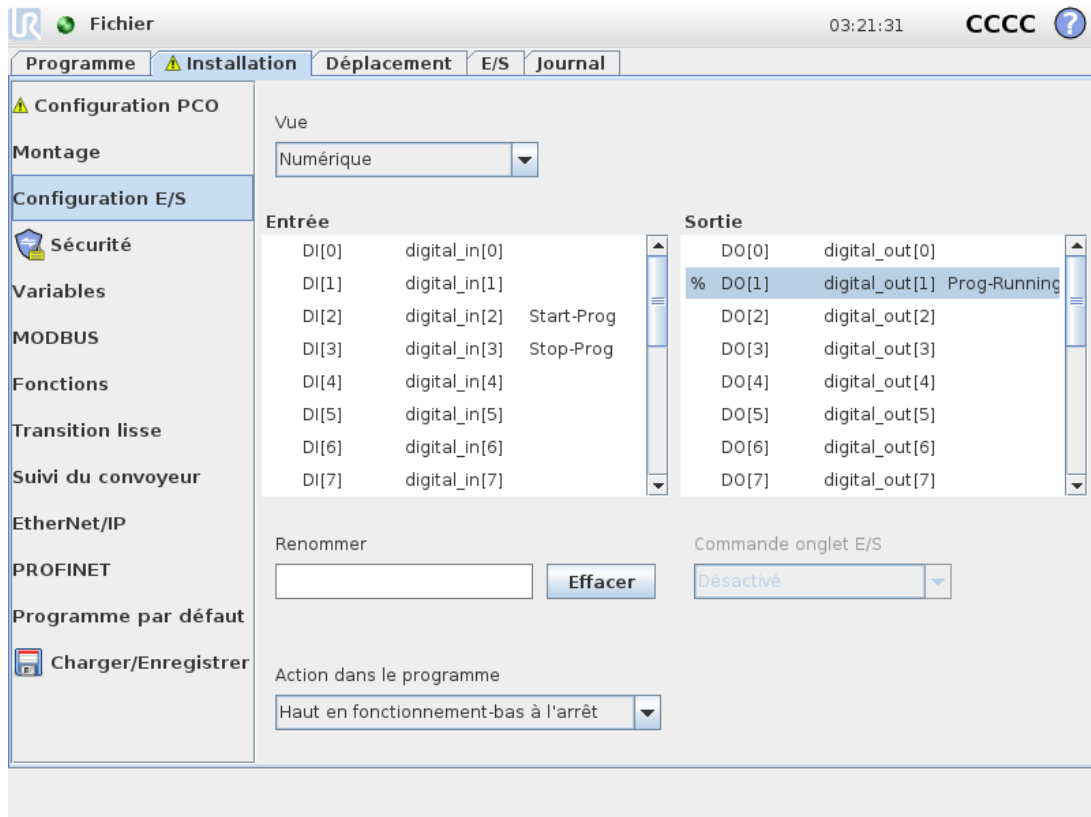 UR Fichier 03:21:31 CCCC ?
Programme Installation Déplacement E/S Journal
Configuration PCO
Montage
Configuration E/S
Sécurité
Variables
MODBUS
Fonctions
Transition lisse
Suivi du convoyeur
EtherNet/IP
PROFINET
Programme par défaut
Charger/Enregistrer
Vue
Numérique
Entrée
DI[0] digital_in[0]
DI[1] digital_in[1]
DI[2] digital_in[2] Start-Prog
DI[3] digital_in[3] Stop-Prog
DI[4] digital_in[4]
DI[5] digital_in[5]
DI[6] digital_in[6]
DI[7] digital_in[7]
Sortie
DO[0] digital_out[0]
% DO[1] digital_out[1] Prog-Running
DO[2] digital_out[2]
DO[3] digital_out[3]
DO[4] digital_out[4]
DO[5] digital_out[5]
DO[6] digital_out[6]
DO[7] digital_out[7]
Renommer
Effacer
Commande onglet E/S
Désactivé
Action dans le programme
Haut en fonctionnement-bas à l'arrêt